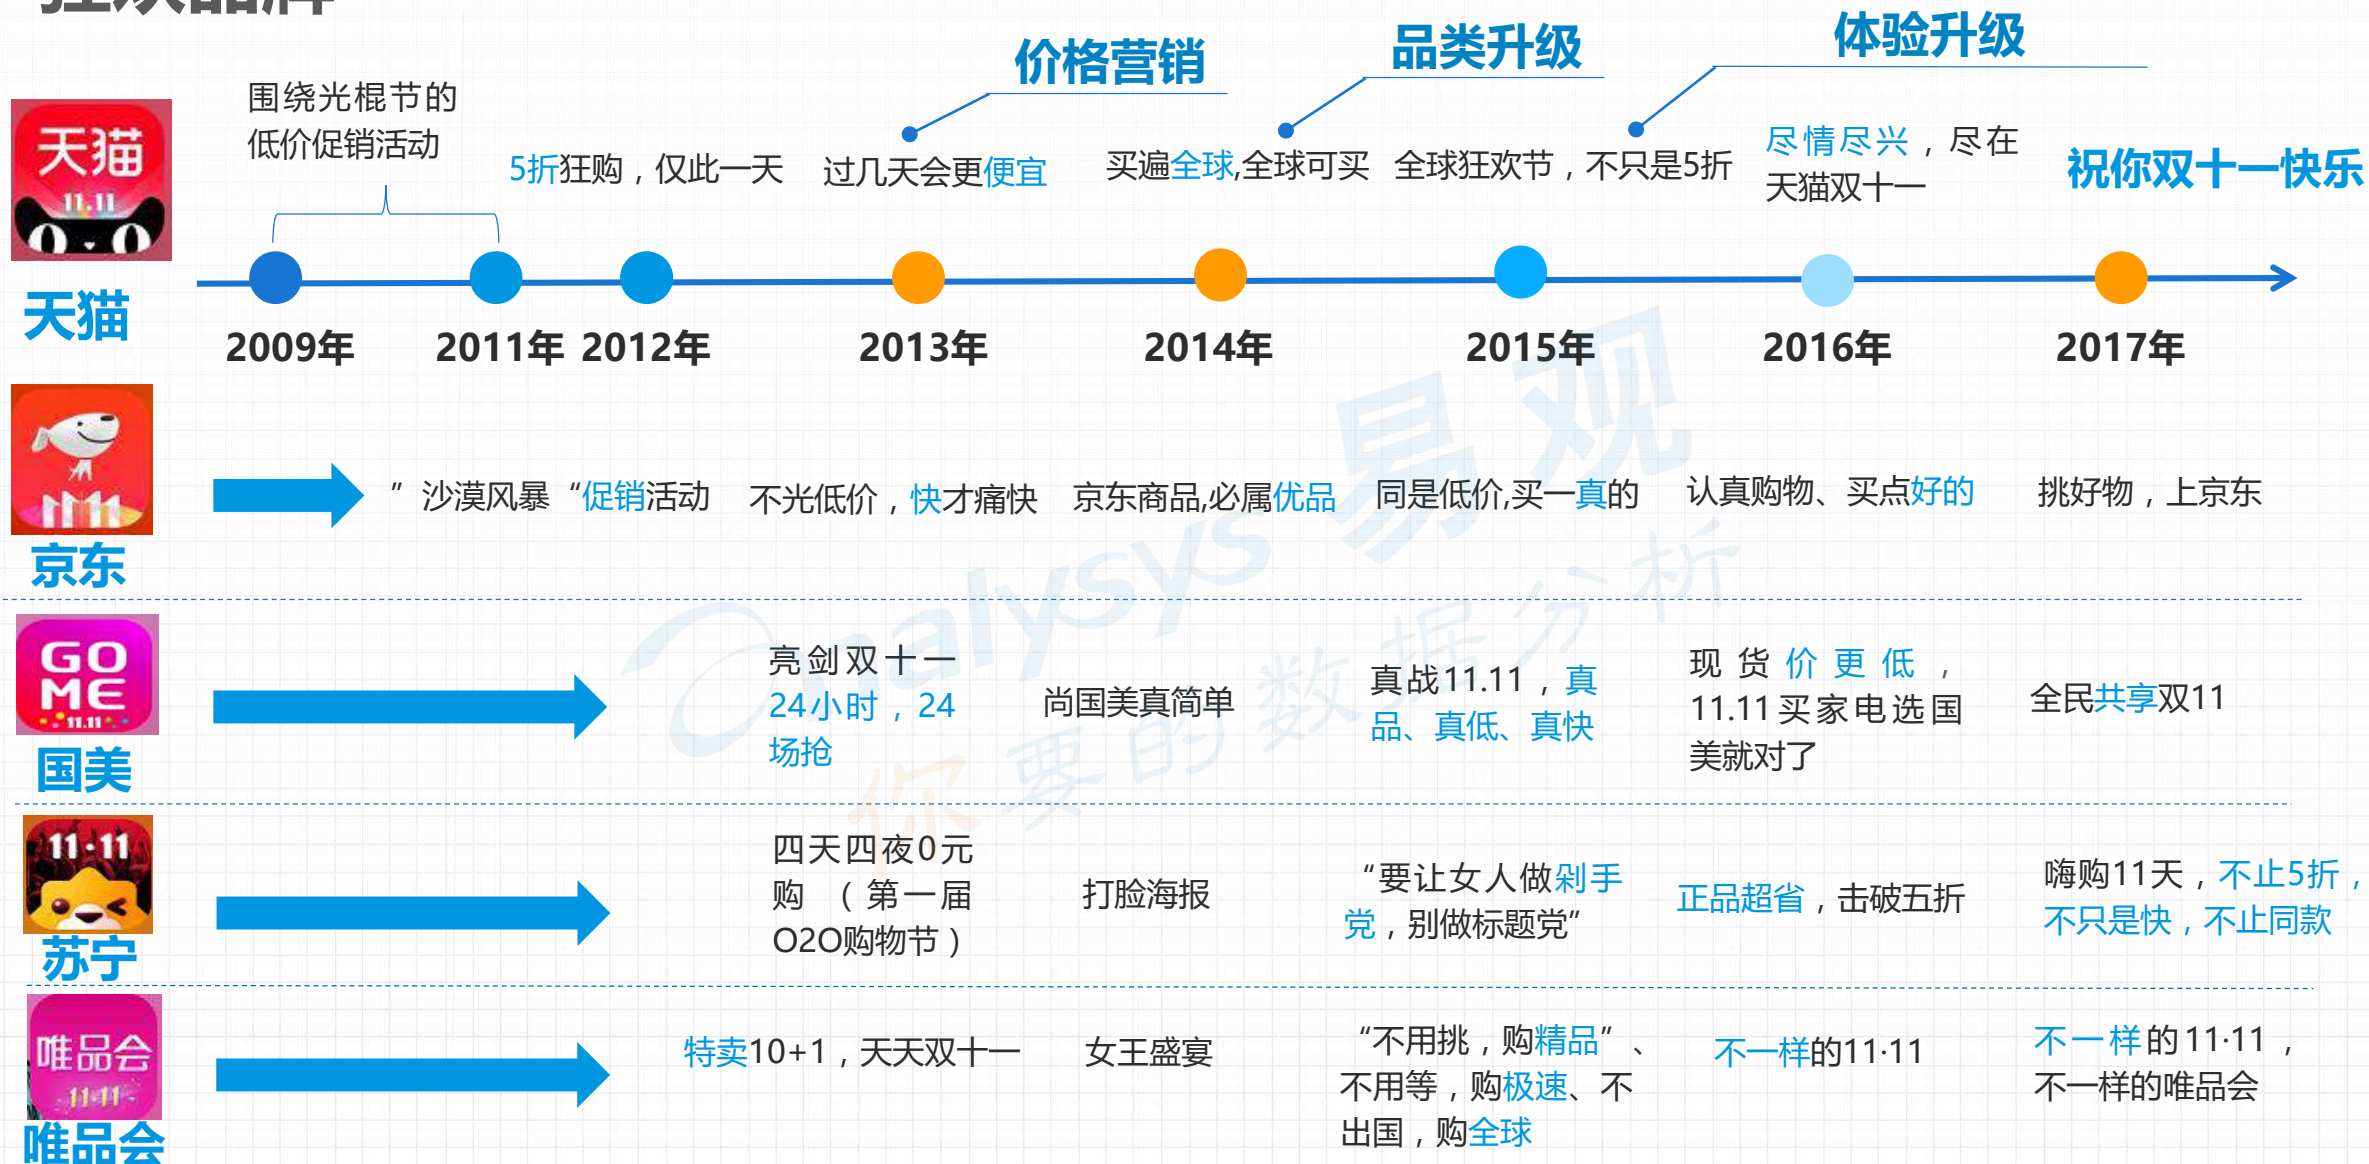 狂欢品牌
价格营销
品类升级
体验升级
围绕光棍节的
低价促销活动
5折狂购，仅此一天
过几天会更便宜
买遍全球,全球可买
全球狂欢节，不只是5折
尽情尽兴，尽在
天猫双十一
祝你双十一快乐
天猫
11.11
天猫
2009年
2011年
2012年
2013年
2014年
2015年
2016年
2017年
京东
”沙漠风暴“促销活动
不光低价，快才痛快
京东商品,必属优品
同是低价,买一真的
认真购物、买点好的
挑好物，上京东
GO
ME
11.11
国美
亮剑双十一
24小时，24
场抢
尚国美真简单
真战11.11，真
品、真低、真快
现货价更低，
11.11买家电选国
美就对了
全民共享双11
11·11
苏宁
四天四夜0元
购（第一届
O2O购物节）
打脸海报
“要让女人做剁手
党，别做标题党”
正品超省，击破五折
嗨购11天，不止5折，
不只是快，不止同款
唯品会
11·11
唯品会
特卖10+1，天天双十一
女王盛宴
“不用挑，购精品”、
不用等，购极速、不
出国，购全球
不一样的11·11
不一样的11·11，
不一样的唯品会
analysys 易观
你要的数据分析